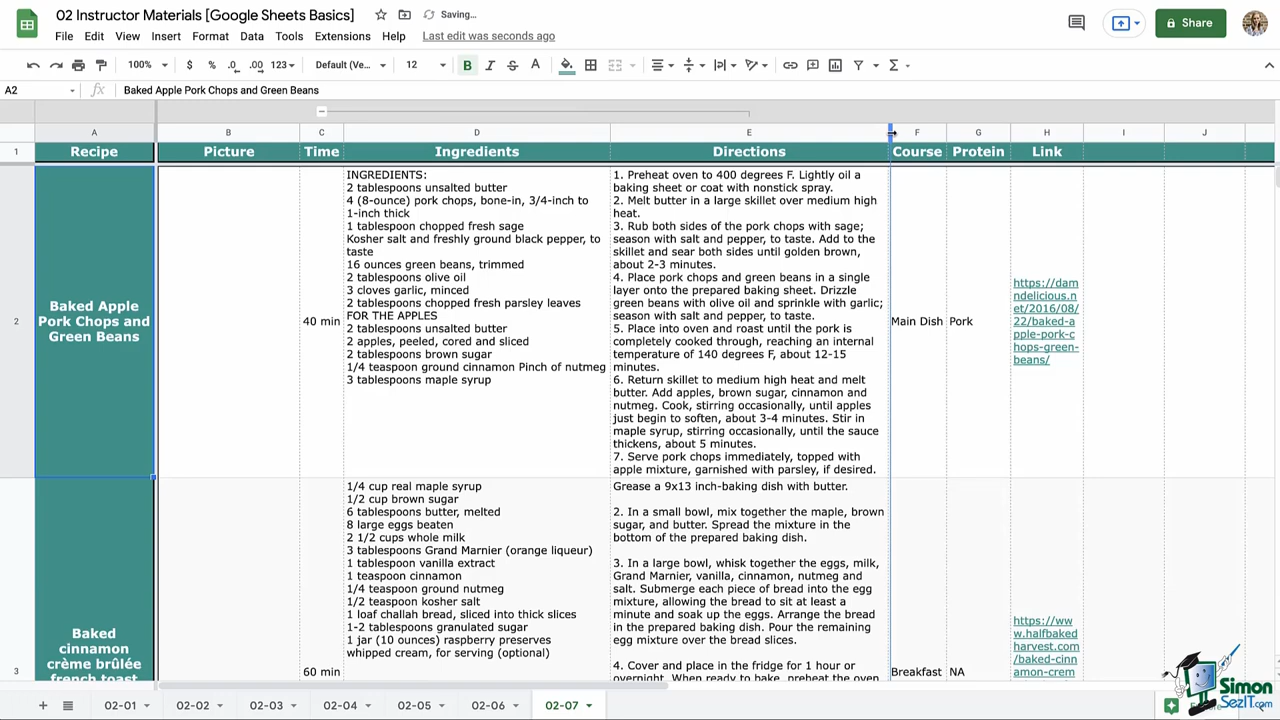 02 Instructor Materials [Google Sheets Basics]
Saving…
Share
File Edit View Insert Format Data Tools Extensions Help Last edit was seconds ago
100% $ % .0 .00 123 Default (Ve... 12 B I S A
A2 fx Baked Apple Pork Chops and Green Beans
A B C D E F G H I J
1 Recipe Picture Time Ingredients Directions Course Protein Link
2
Baked Apple
Pork Chops and
Green Beans
40 min
INGREDIENTS:
2 tablespoons unsalted butter
4 (8-ounce) pork chops, bone-in, 3/4-inch to
1-inch thick
1 tablespoon chopped fresh sage
Kosher salt and freshly ground black pepper, to
taste
16 ounces green beans, trimmed
2 tablespoons olive oil
3 cloves garlic, minced
2 tablespoons chopped fresh parsley leaves
FOR THE APPLES
2 tablespoons unsalted butter
2 apples, peeled, cored and sliced
2 tablespoons brown sugar
1/4 teaspoon ground cinnamon Pinch of nutmeg
3 tablespoons maple syrup
1. Preheat oven to 400 degrees F. Lightly oil a
baking sheet or coat with nonstick spray.
2. Melt butter in a large skillet over medium high
heat.
3. Rub both sides of the pork chops with sage;
season with salt and pepper, to taste. Add to the
skillet and sear both sides until golden brown,
about 2-3 minutes.
4. Place pork chops and green beans in a single
layer onto the prepared baking sheet. Drizzle
green beans with olive oil and sprinkle with garlic;
season with salt and pepper, to taste.
5. Place into oven and roast until the pork is
completely cooked through, reaching an internal
temperature of 140 degrees F, about 12-15
minutes.
6. Return skillet to medium high heat and melt
butter. Add apples, brown sugar, cinnamon and
nutmeg. Cook, stirring occasionally, until apples
just begin to soften, about 3-4 minutes. Stir in
maple syrup, stirring occasionally, until the sauce
thickens, about 5 minutes.
7. Serve pork chops immediately, topped with
apple mixture, garnished with parsley, if desired.
Main Dish Pork
https://dam
ndelicious.n
et/2016/08/
22/baked-a
pple-pork-c
hops-green-
beans/
3
Baked
cinnamon
crème brûlée
french toast
60 min
1/4 cup real maple syrup
1/2 cup brown sugar
6 tablespoons butter, melted
8 large eggs beaten
2 1/2 cups whole milk
3 tablespoons Grand Marnier (orange liqueur)
1 tablespoon vanilla extract
1 teaspoon cinnamon
1/4 teaspoon ground nutmeg
1/2 teaspoon kosher salt
1 loaf challah bread, sliced into thick slices
1-2 tablespoons granulated sugar
1 jar (10 ounces) raspberry preserves
whipped cream, for serving (optional)
Grease a 9x13 inch-baking dish with butter.
2. In a small bowl, mix together the maple, brown
sugar, and butter. Spread the mixture in the
bottom of the prepared baking dish.
3. In a large bowl, whisk together the eggs, milk,
Grand Marnier, vanilla, cinnamon, nutmeg and
salt. Submerge each piece of bread into the egg
mixture, allowing the bread to sit at least a
minute and soak up the eggs. Arrange the bread
in the prepared baking dish. Pour the remaining
egg mixture over the bread slices.
4. Cover and place in the fridge for 1 hour or
overnight. When ready to bake, preheat the oven
Breakfast NA
https://ww
w.halfbaked
harvest.com
/baked-cinn
amon-crem
02-01 02-02 02-03 02-04 02-05 02-06 02-07
Simon
SezIT.com